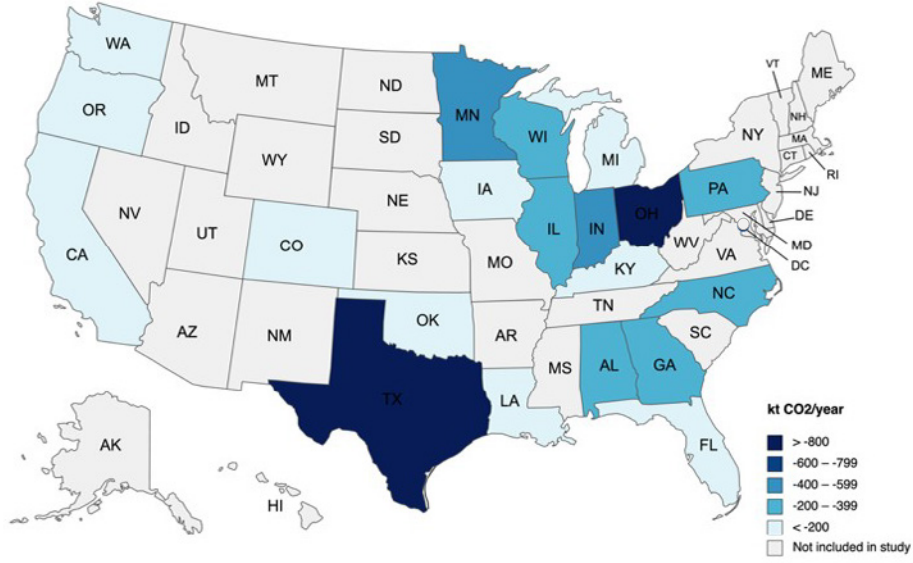 WA
OR
CA
ID
NV
MT
WY
UT
AZ
CO
NM
ND
SD
NE
KS
OK
TX
MN
IA
MO
AR
LA
WI
IL
MI
IN
OH
KY
TN
MS
AL
GA
FL
SC
NC
VA
WV
PA
NY
VT
NH
ME
MA
CT
RI
NJ
DE
MD
DC
AK
HI
kt CO2/year
> -800
-600 – -799
-400 – -599
-200 – -399
< -200
Not included in study